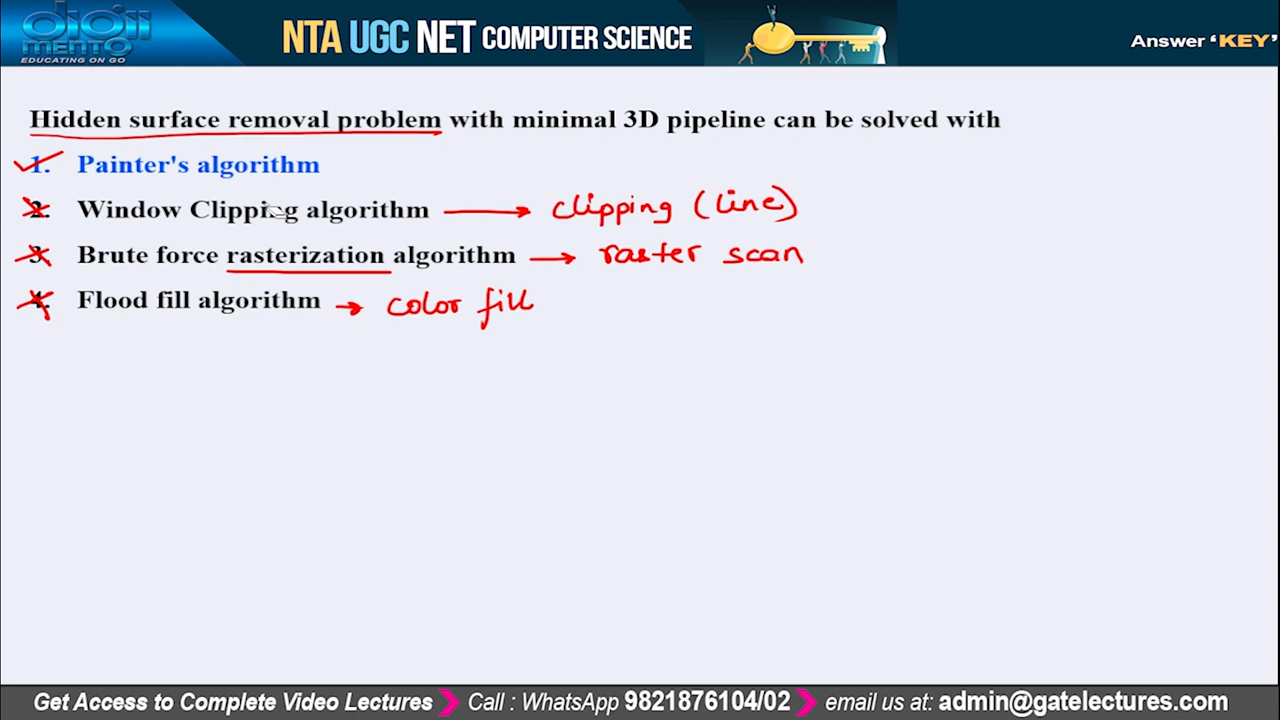 digii
MENTO
EDUCATING ON GO
NTA UGC NET COMPUTER SCIENCE
Answer ‘KEY’
Hidden surface removal problem with minimal 3D pipeline can be solved with
1. Painter's algorithm
2. Window Clipping algorithm → clipping (line)
3. Brute force rasterization algorithm → raster scan
4. Flood fill algorithm → color fill
Get Access to Complete Video Lectures Call : WhatsApp 9821876104/02 email us at: admin@gatelectures.com